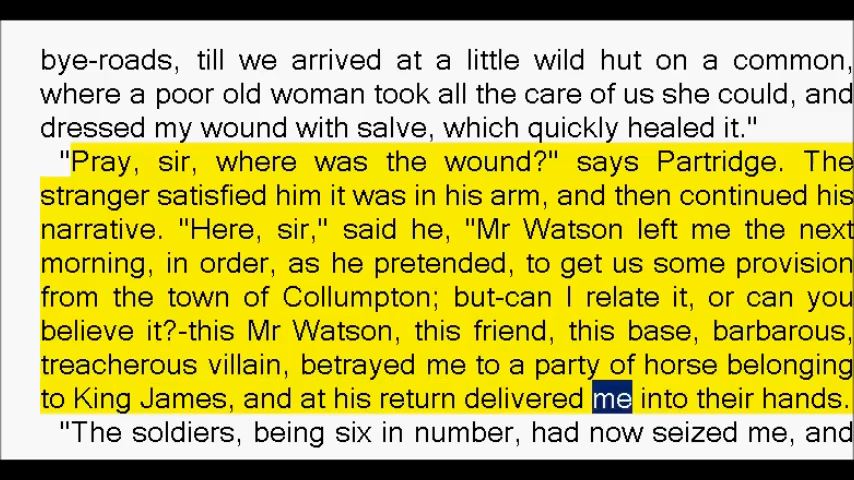 bye-roads, till we arrived at a little wild hut on a common,
where a poor old woman took all the care of us she could, and
dressed my wound with salve, which quickly healed it."
"Pray, sir, where was the wound?" says Partridge. The
stranger satisfied him it was in his arm, and then continued his
narrative. "Here, sir," said he, "Mr Watson left me the next
morning, in order, as he pretended, to get us some provision
from the town of Collumpton; but-can I relate it, or can you
believe it?-this Mr Watson, this friend, this base, barbarous,
treacherous villain, betrayed me to a party of horse belonging
to King James, and at his return delivered me into their hands.
"The soldiers, being six in number, had now seized me, and